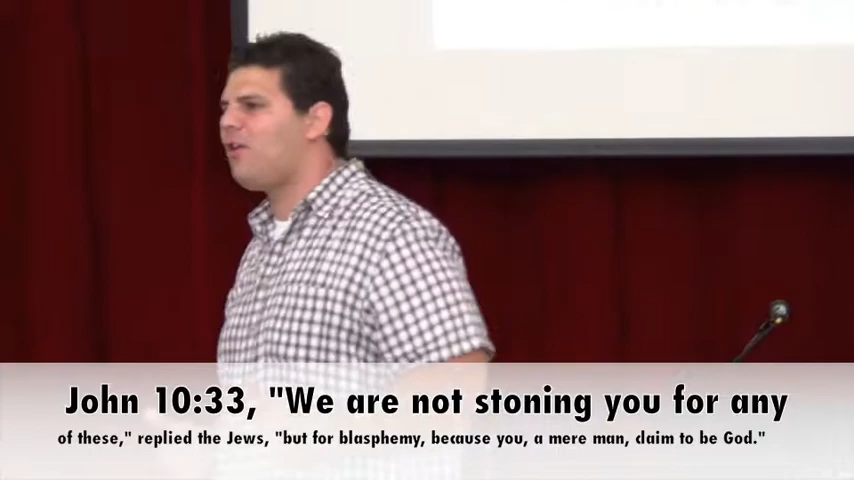 John 10:33, "We are not stoning you for any
of these," replied the Jews, "but for blasphemy, because you, a mere man, claim to be God."